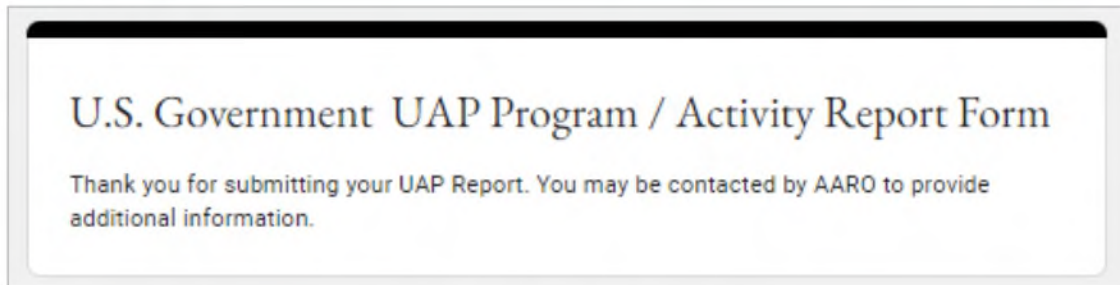 U.S. Government UAP Program / Activity Report Form
Thank you for submitting your UAP Report. You may be contacted by AARO to provide
additional information.